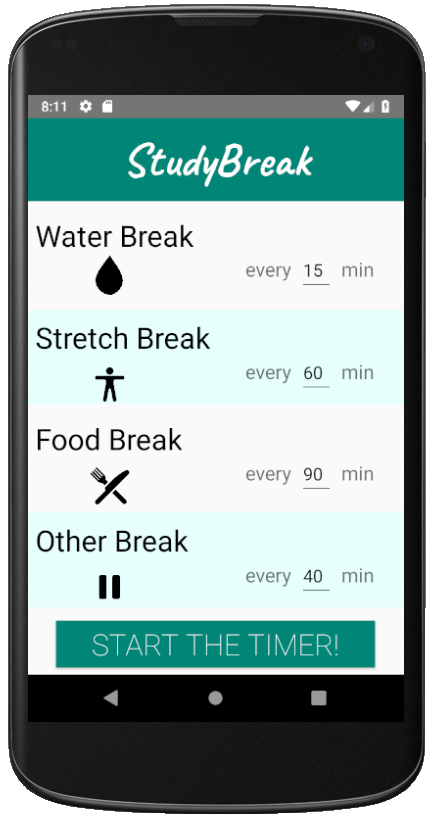 8:11
StudyBreak
Water Break
every 15 min
Stretch Break
every 60 min
Food Break
every 90 min
Other Break
every 40 min
START THE TIMER!